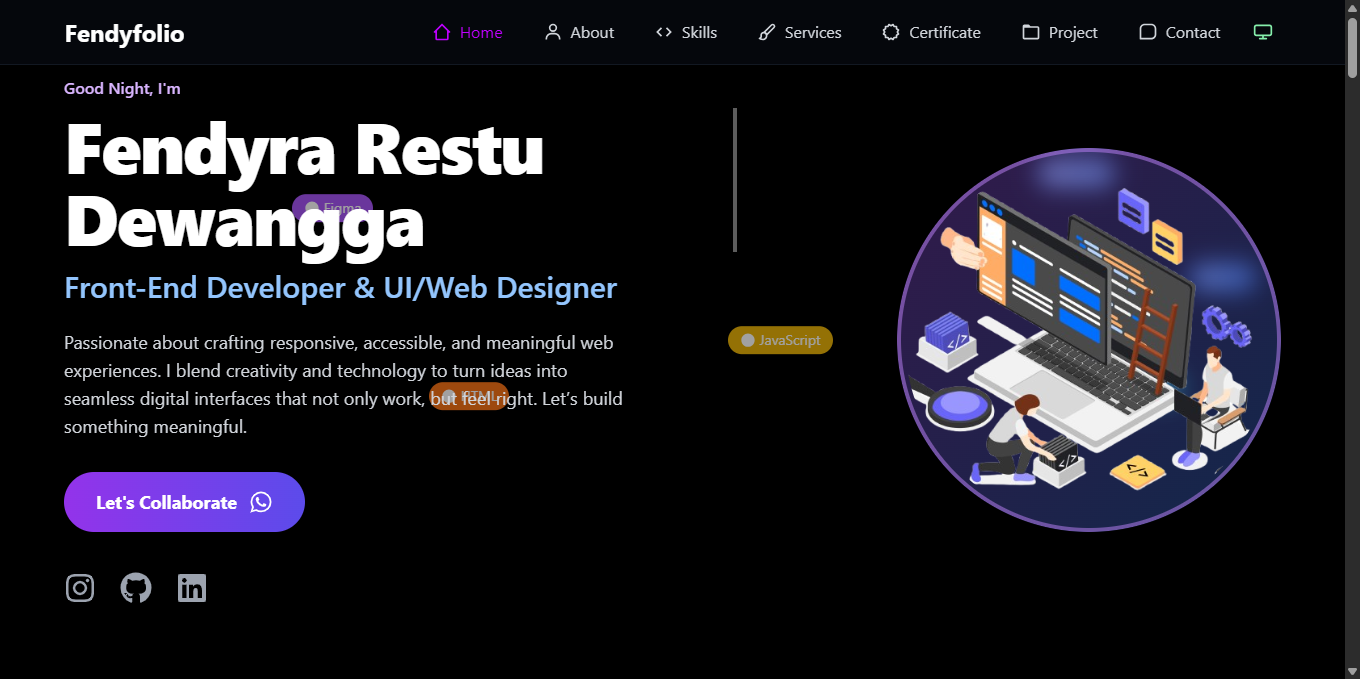 Fendyfolio
Home
About
Skills
Services
Certificate
Project
Contact
Good Night, I'm
Fendyra Restu
Dewangga
Figma
Front-End Developer & UI/Web Designer
Passionate about crafting responsive, accessible, and meaningful web
experiences. I blend creativity and technology to turn ideas into
seamless digital interfaces that not only work, but feel right. Let’s build
something meaningful.
HTML
JavaScript
Let's Collaborate
</>
</>
</>